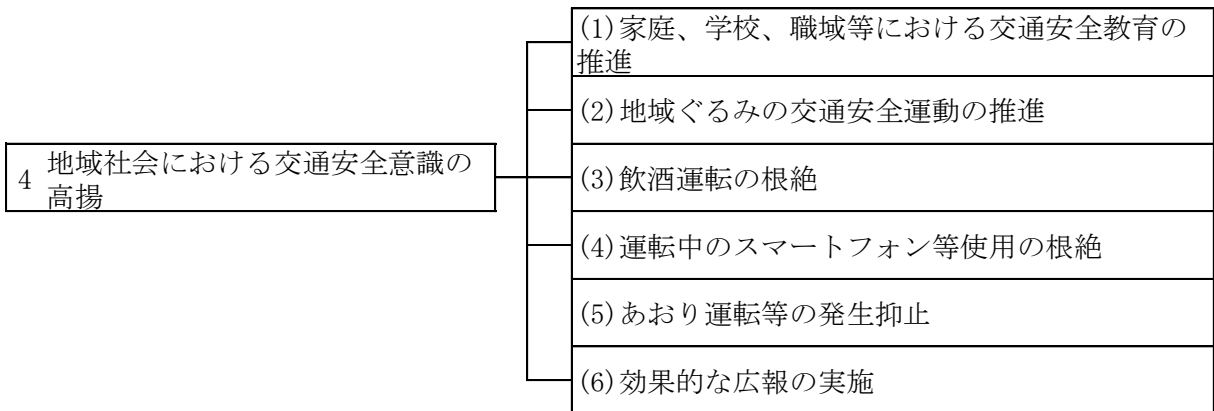 (1)家庭、学校、職域等における交通安全教育の
推進
(2)地域ぐるみの交通安全運動の推進
4 地域社会における交通安全意識の
高揚
(3)飲酒運転の根絶
(4)運転中のスマートフォン等使用の根絶
(5)あおり運転等の発生抑止
(6)効果的な広報の実施